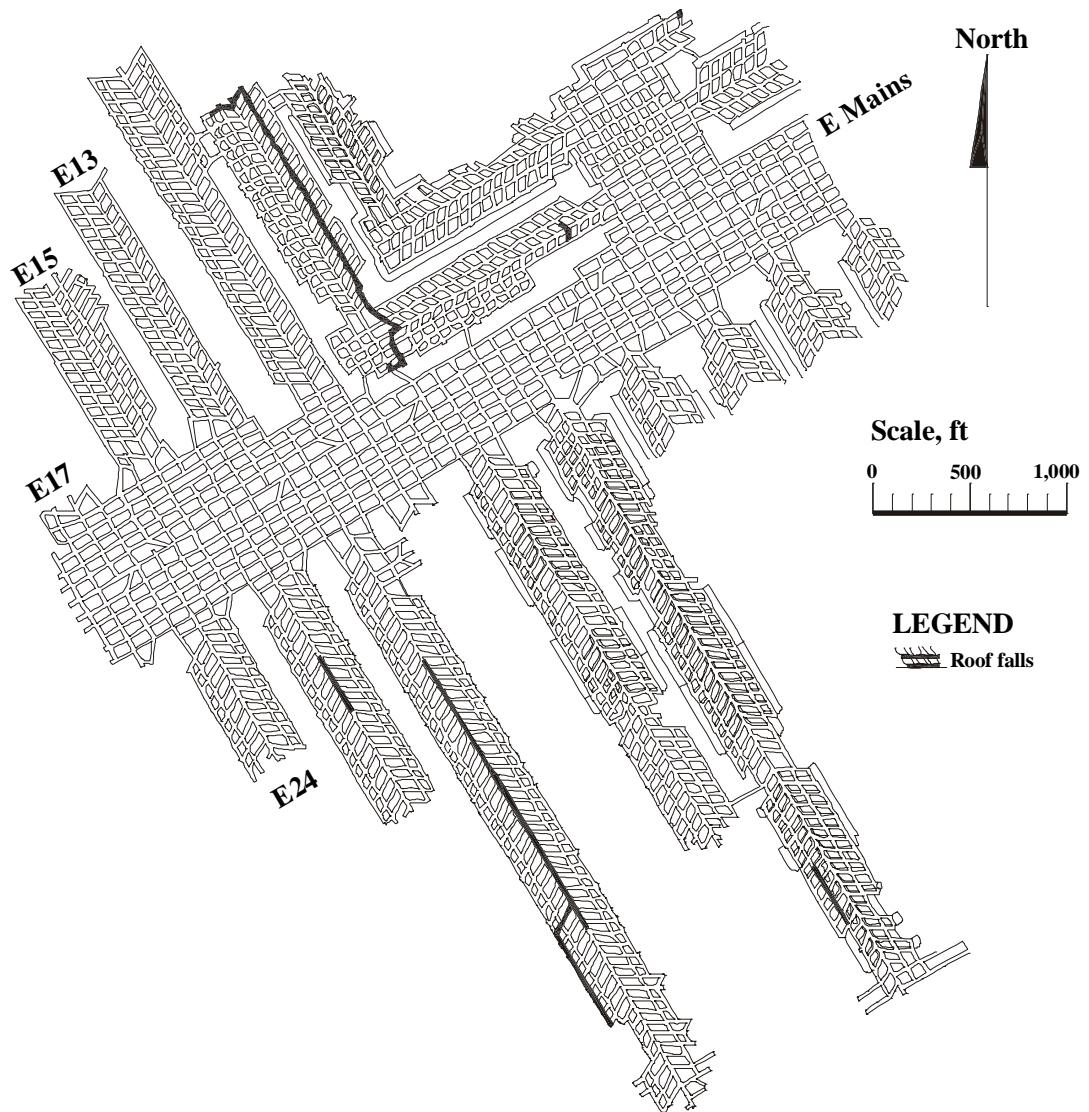 North
E Mains
E13
E15
E17
E24
Scale, ft
0 500 1,000
LEGEND
Roof falls